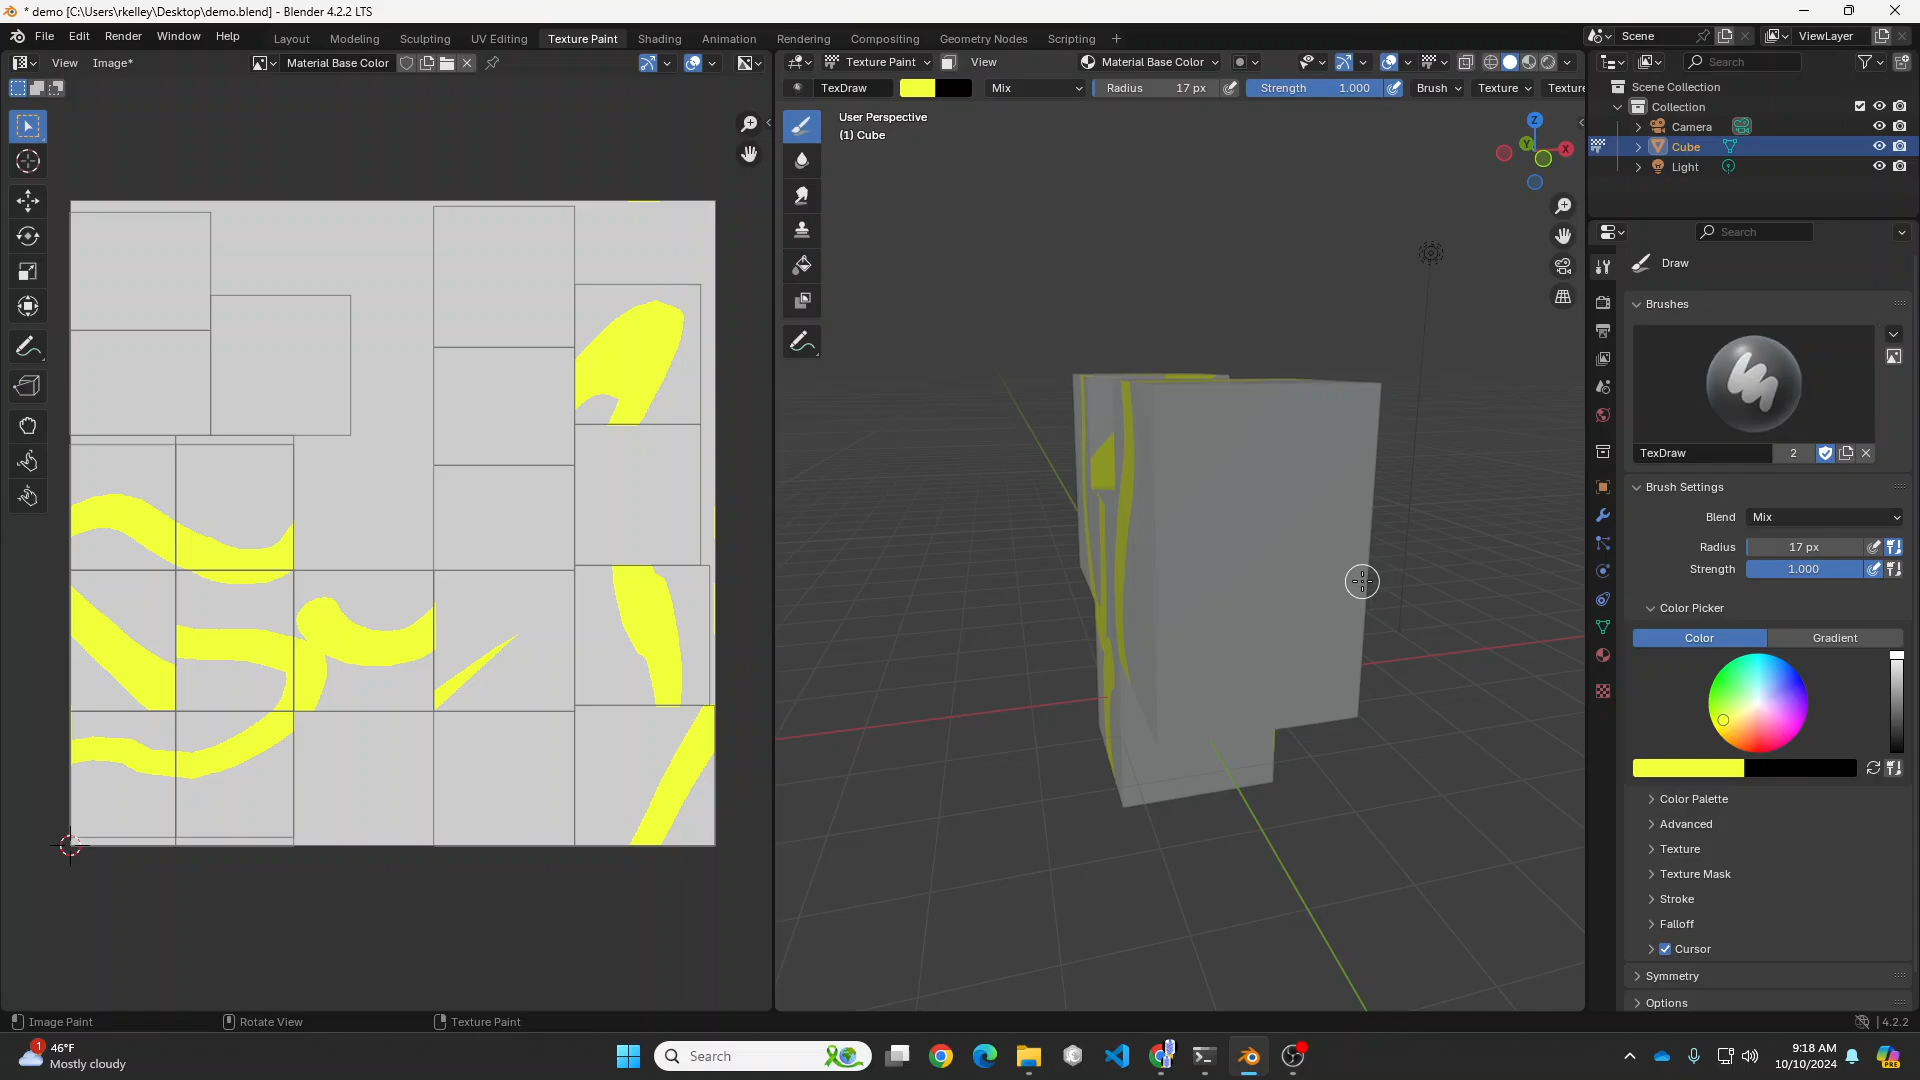 * demo [C:\Users\rkelley\Desktop\demo.blend] - Blender 4.2.2 LTS
File Edit Render Window Help Layout Modeling Sculpting UV Editing Texture Paint Shading Animation Rendering Compositing Geometry Nodes Scripting + Scene ViewLayer
View Image* Material Base Color Texture Paint View Material Base Color Search
TexDraw Mix Radius 17 px Strength 1.000 Brush Texture Texture
Scene Collection
Collection
Camera
Cube
Light
User Perspective
(1) Cube
Z
Y
X
Search
Draw
Brushes
TexDraw 2
Brush Settings
Blend Mix
Radius 17 px
Strength 1.000
Color Picker
Color Gradient
Color Palette
Advanced
Texture
Texture Mask
Stroke
Falloff
Cursor
Symmetry
Options
Image Paint Rotate View Texture Paint 4.2.2
1
46°F
Mostly cloudy
Search
9:18 AM
10/10/2024
PRE